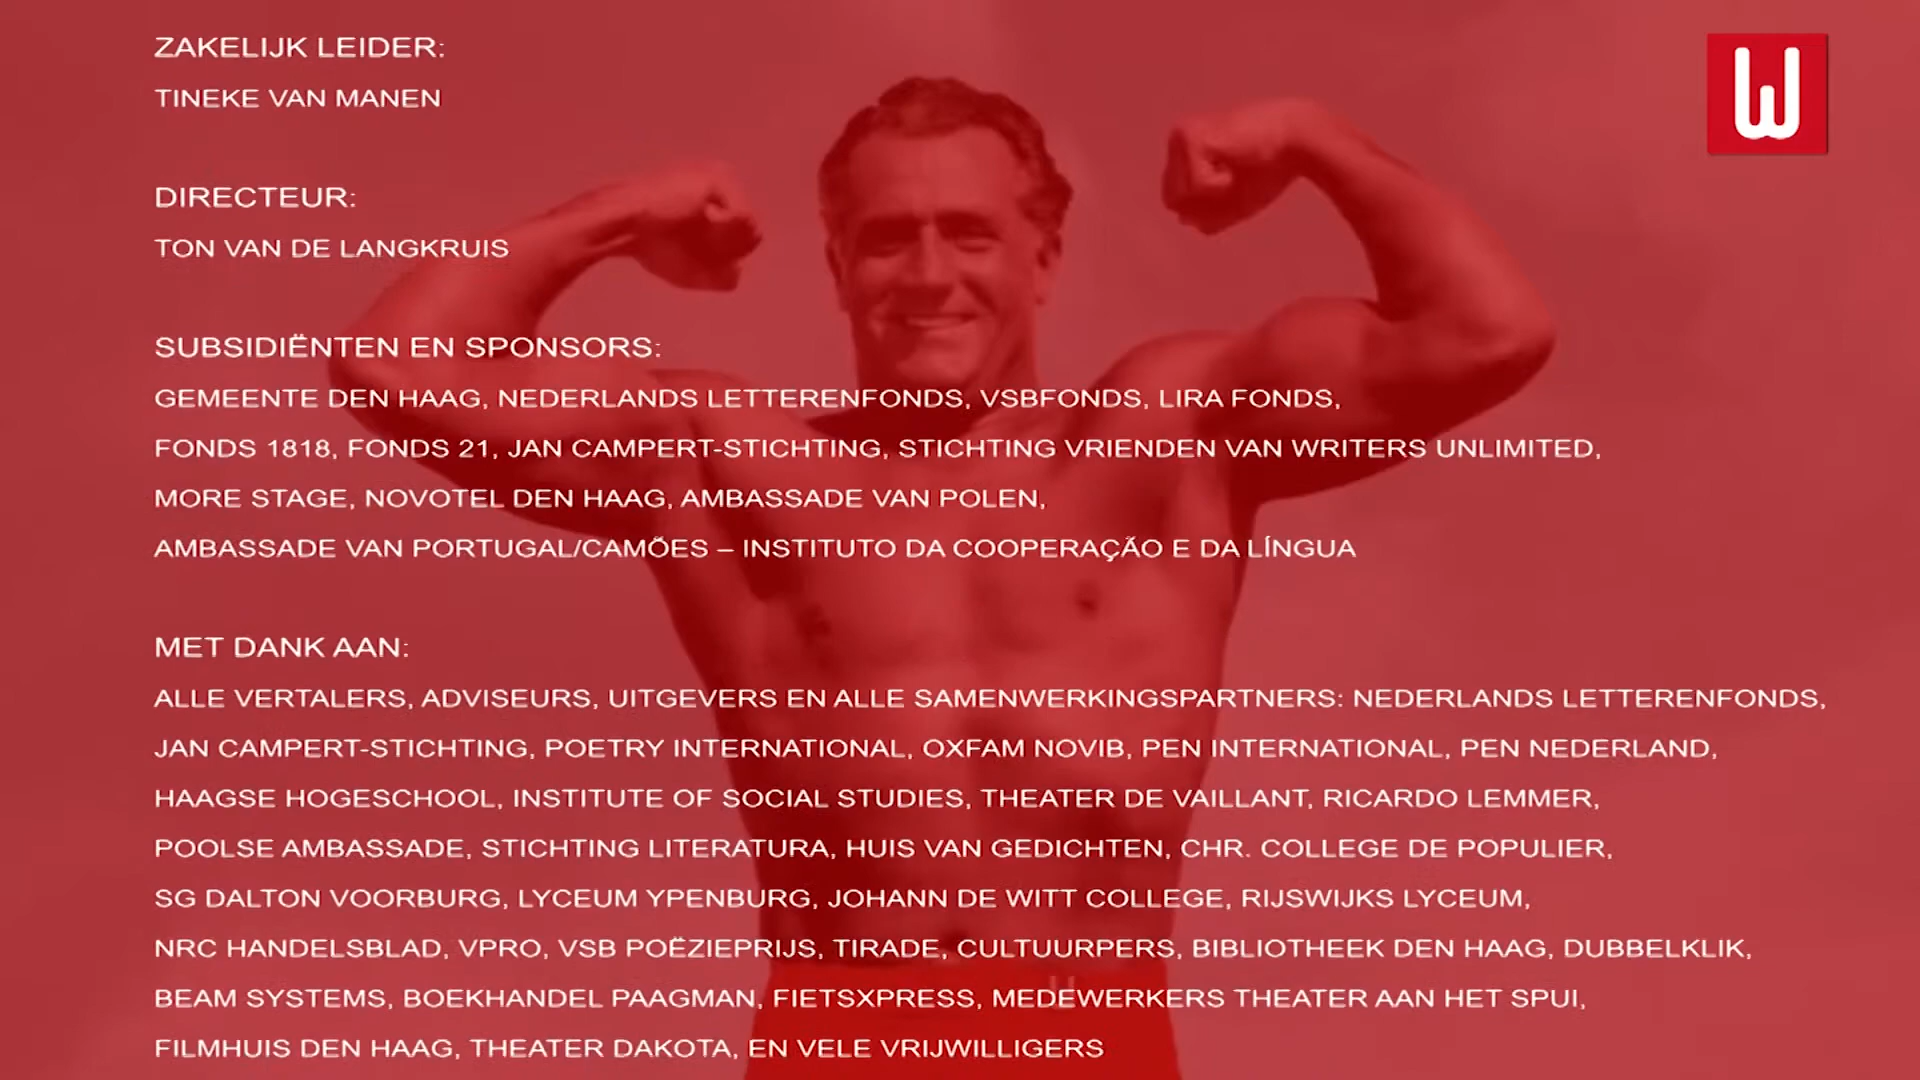 ZAKELIJK LEIDER:
TINEKE VAN MANEN
DIRECTEUR:
TON VAN DE LANGKRUIS
SUBSIDIËNTEN EN SPONSORS:
GEMEENTE DEN HAAG, NEDERLANDS LETTERENFONDS, VSBFONDS, LIRA FONDS,
FONDS 1818, FONDS 21, JAN CAMPERT-STICHTING, STICHTING VRIENDEN VAN WRITERS UNLIMITED,
MORE STAGE, NOVOTEL DEN HAAG, AMBASSADE VAN POLEN,
AMBASSADE VAN PORTUGAL/CAMÕES – INSTITUTO DA COOPERAÇÃO E DA LÍNGUA
MET DANK AAN:
ALLE VERTALERS, ADVISEURS, UITGEVERS EN ALLE SAMENWERKINGSPARTNERS: NEDERLANDS LETTERENFONDS,
JAN CAMPERT-STICHTING, POETRY INTERNATIONAL, OXFAM NOVIB, PEN INTERNATIONAL, PEN NEDERLAND,
HAAGSE HOGESCHOOL, INSTITUTE OF SOCIAL STUDIES, THEATER DE VAILLANT, RICARDO LEMMER,
POOLSE AMBASSADE, STICHTING LITERATURA, HUIS VAN GEDICHTEN, CHR. COLLEGE DE POPULIER,
SG DALTON VOORBURG, LYCEUM YPENBURG, JOHANN DE WITT COLLEGE, RIJSWIJKS LYCEUM,
NRC HANDELSBLAD, VPRO, VSB POËZIEPRIJS, TIRADE, CULTUURPERS, BIBLIOTHEEK DEN HAAG, DUBBELKLIK,
BEAM SYSTEMS, BOEKHANDEL PAAGMAN, FIETSXPRESS, MEDEWERKERS THEATER AAN HET SPUI,
FILMHUIS DEN HAAG, THEATER DAKOTA, EN VELE VRIJWILLIGERS
W